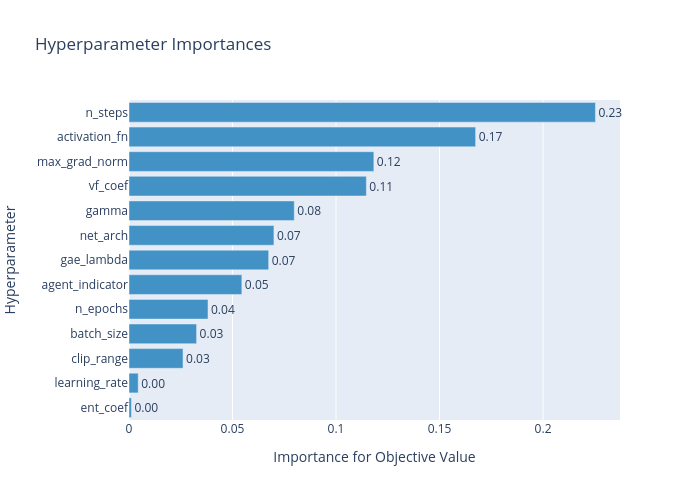 Hyperparameter Importances
Hyperparameter
n_steps 0.23
activation_fn 0.17
max_grad_norm 0.12
vf_coef 0.11
gamma 0.08
net_arch 0.07
gae_lambda 0.07
agent_indicator 0.05
n_epochs 0.04
batch_size 0.03
clip_range 0.03
learning_rate 0.00
ent_coef 0.00
0 0.05 0.1 0.15 0.2
Importance for Objective Value